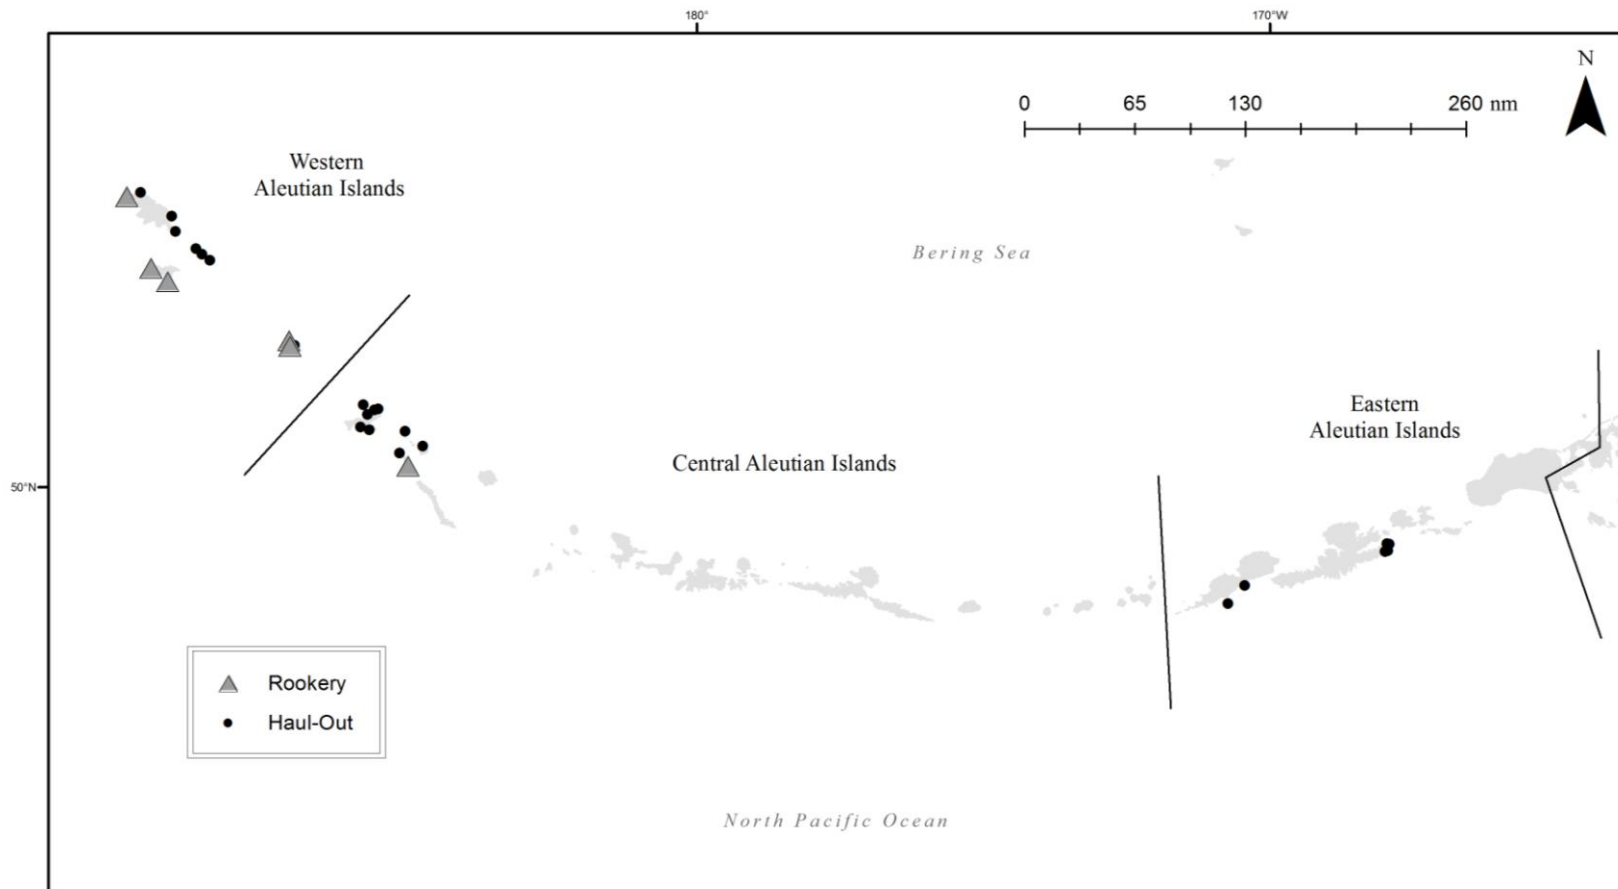 180°
170°W
N
0 65 130 260 nm
Western
Aleutian Islands
Bering Sea
Eastern
Aleutian Islands
Central Aleutian Islands
50°N
Rookery
Haul-Out
North Pacific Ocean